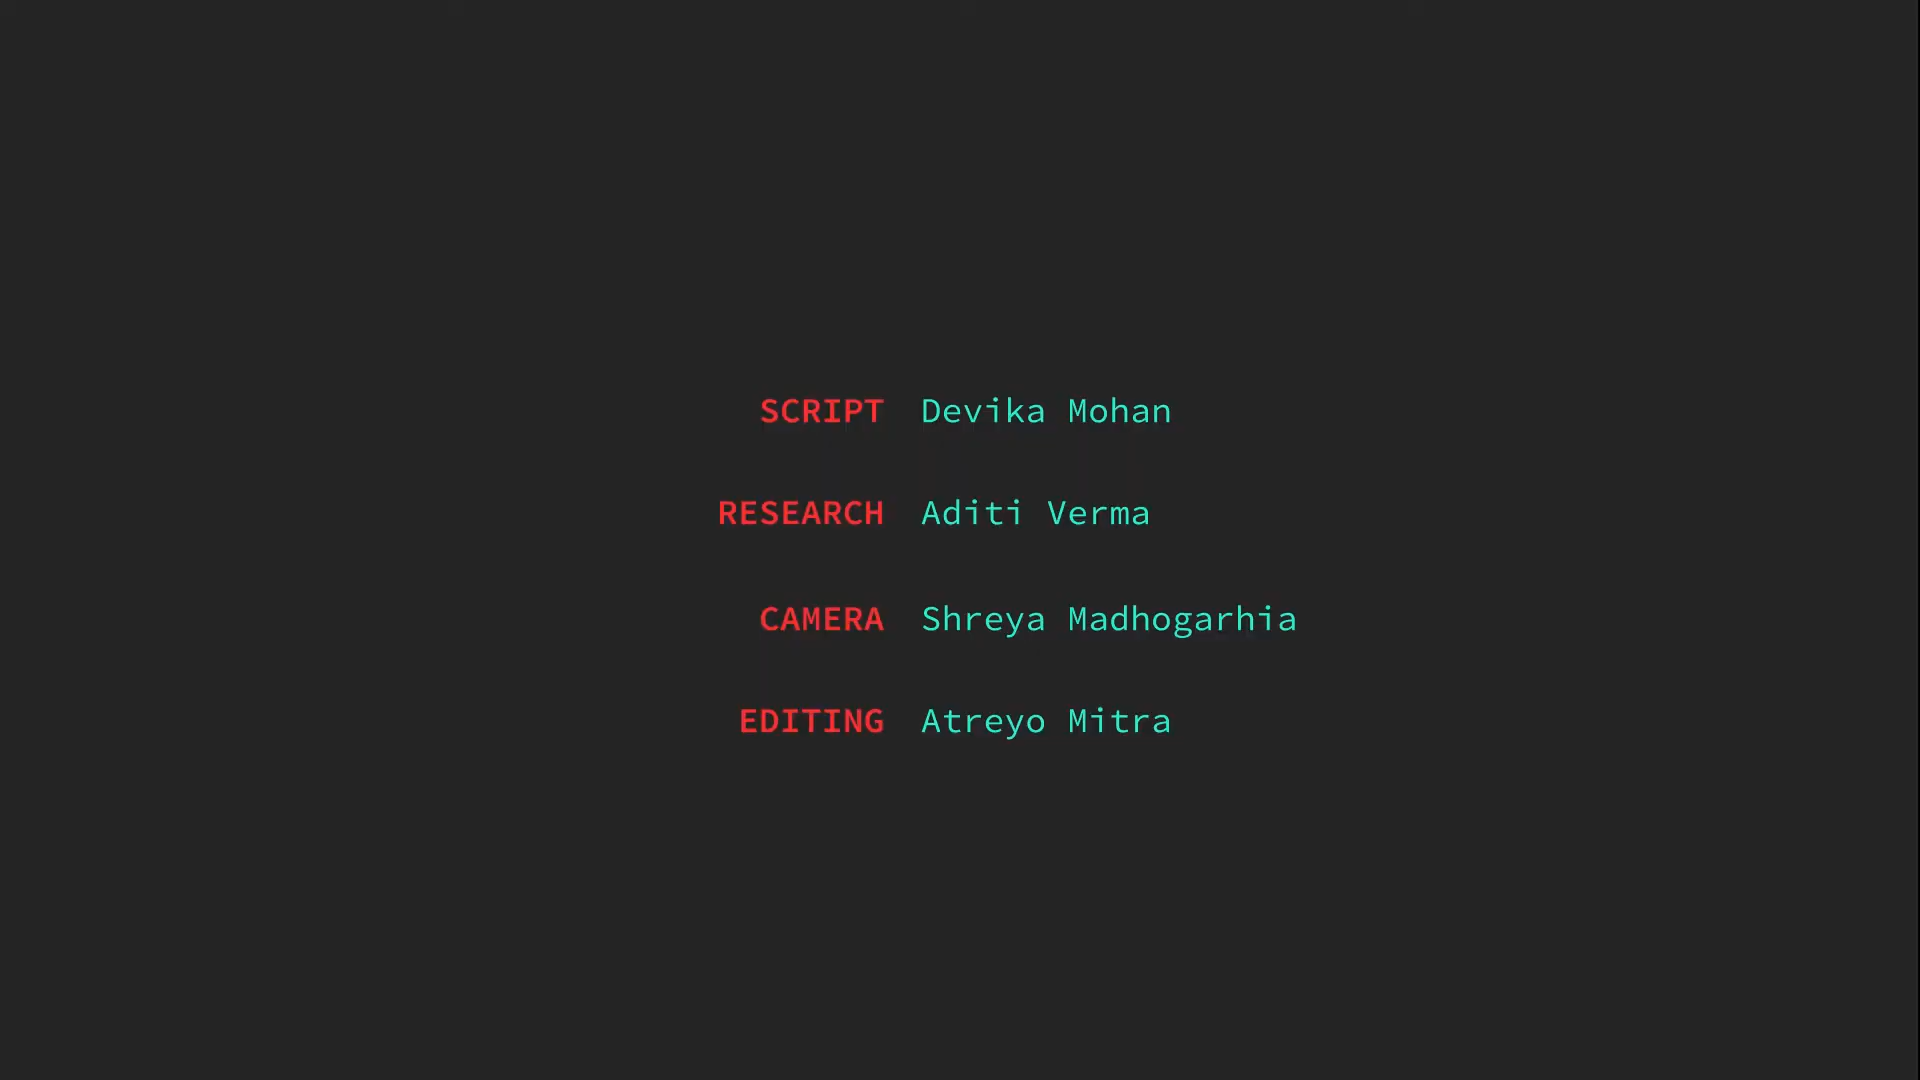 SCRIPT Devika Mohan
RESEARCH Aditi Verma
CAMERA Shreya Madhogarhia
EDITING Atreyo Mitra